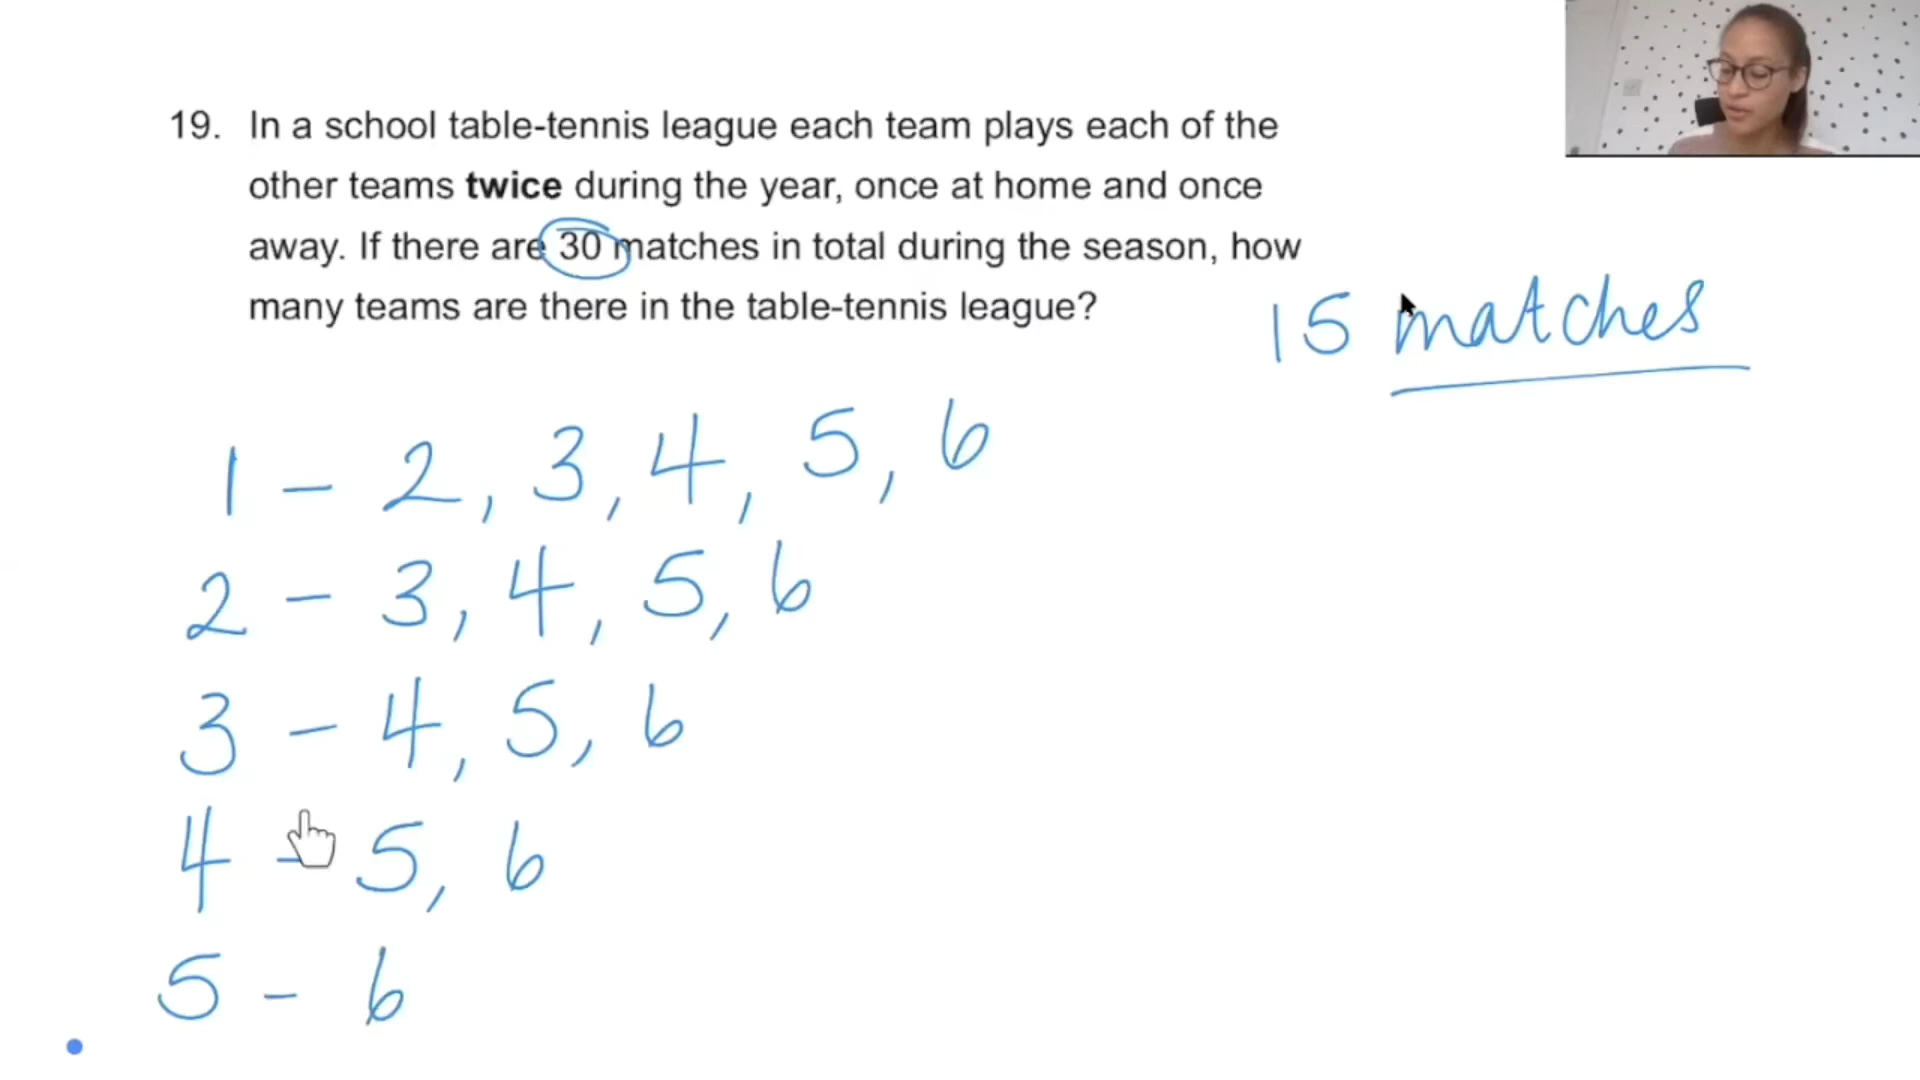 19. In a school table-tennis league each team plays each of the
other teams twice during the year, once at home and once
away. If there are 30 matches in total during the season, how
many teams are there in the table-tennis league?
15 matches
1 - 2, 3, 4, 5, 6
2 - 3, 4, 5, 6
3 - 4, 5, 6
4 - 5, 6
5 - 6